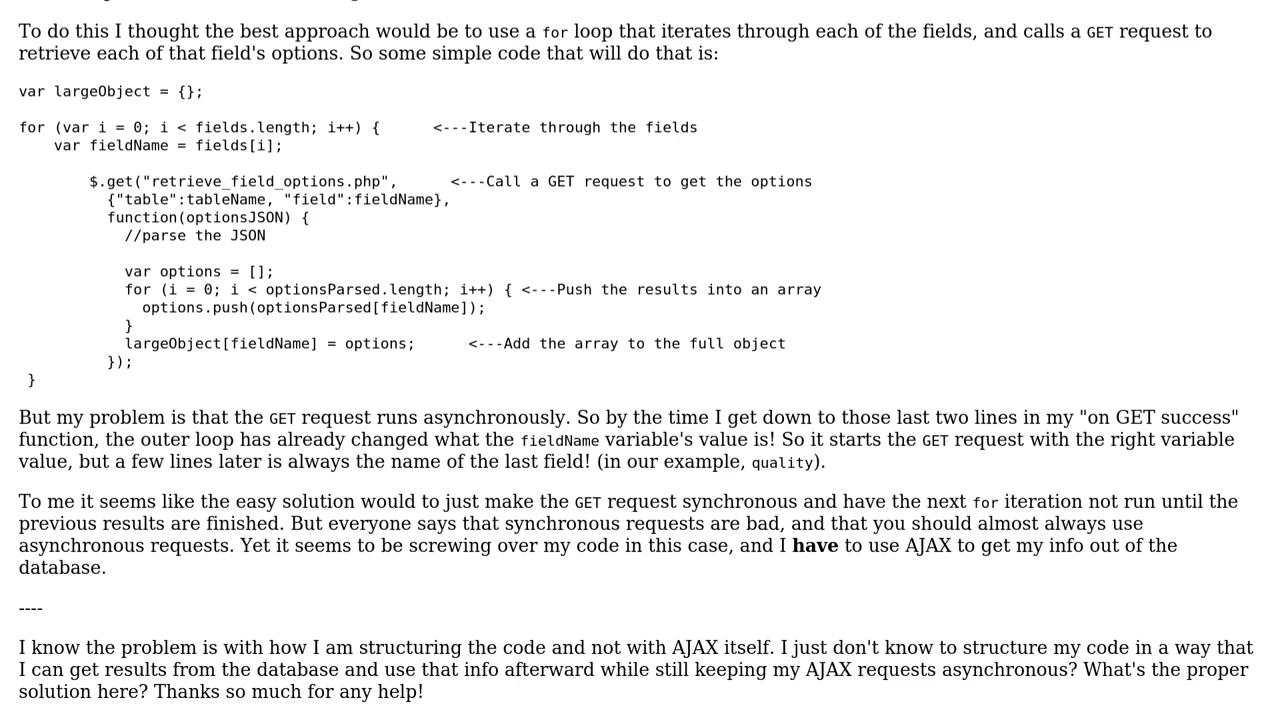 To do this I thought the best approach would be to use a for loop that iterates through each of the fields, and calls a GET request to
retrieve each of that field's options. So some simple code that will do that is:
var largeObject = {};
for (var i = 0; i < fields.length; i++) {      <---Iterate through the fields
    var fieldName = fields[i];
        $.get("retrieve_field_options.php",      <---Call a GET request to get the options
          {"table":tableName, "field":fieldName},
          function(optionsJSON) {
            //parse the JSON
            var options = [];
            for (i = 0; i < optionsParsed.length; i++) { <---Push the results into an array
              options.push(optionsParsed[fieldName]);
            }
            largeObject[fieldName] = options;      <---Add the array to the full object
          });
 }
But my problem is that the GET request runs asynchronously. So by the time I get down to those last two lines in my "on GET success"
function, the outer loop has already changed what the fieldName variable's value is! So it starts the GET request with the right variable
value, but a few lines later is always the name of the last field! (in our example, quality).
To me it seems like the easy solution would to just make the GET request synchronous and have the next for iteration not run until the
previous results are finished. But everyone says that synchronous requests are bad, and that you should almost always use
asynchronous requests. Yet it seems to be screwing over my code in this case, and I have to use AJAX to get my info out of the
database.
----
I know the problem is with how I am structuring the code and not with AJAX itself. I just don't know to structure my code in a way that
I can get results from the database and use that info afterward while still keeping my AJAX requests asynchronous? What's the proper
solution here? Thanks so much for any help!